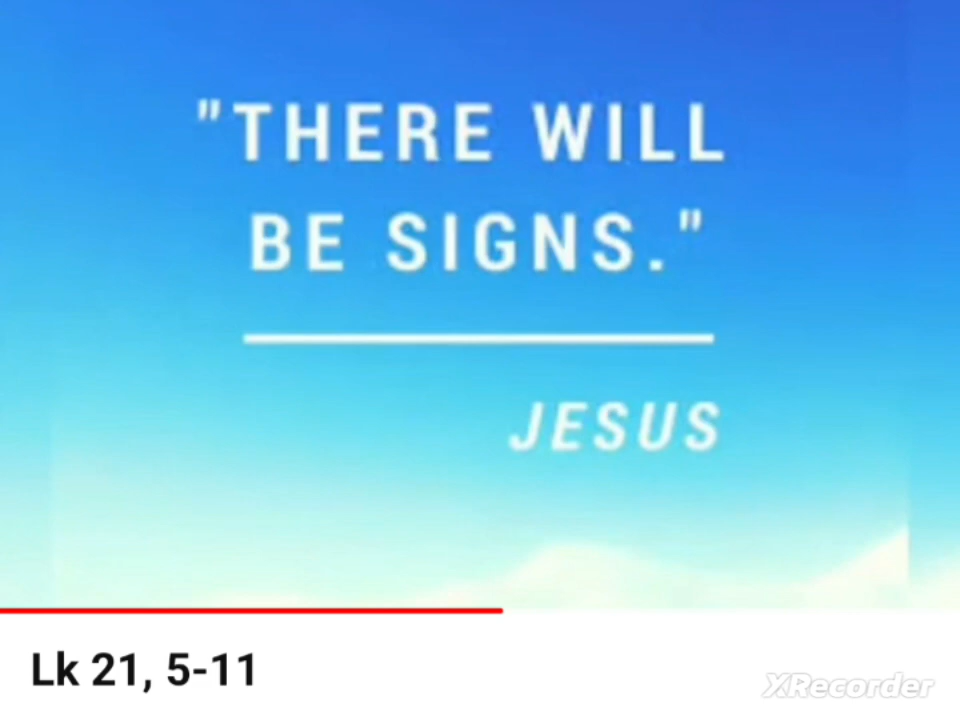 "THERE WILL
BE SIGNS."
JESUS
Lk 21, 5-11
XRecorder